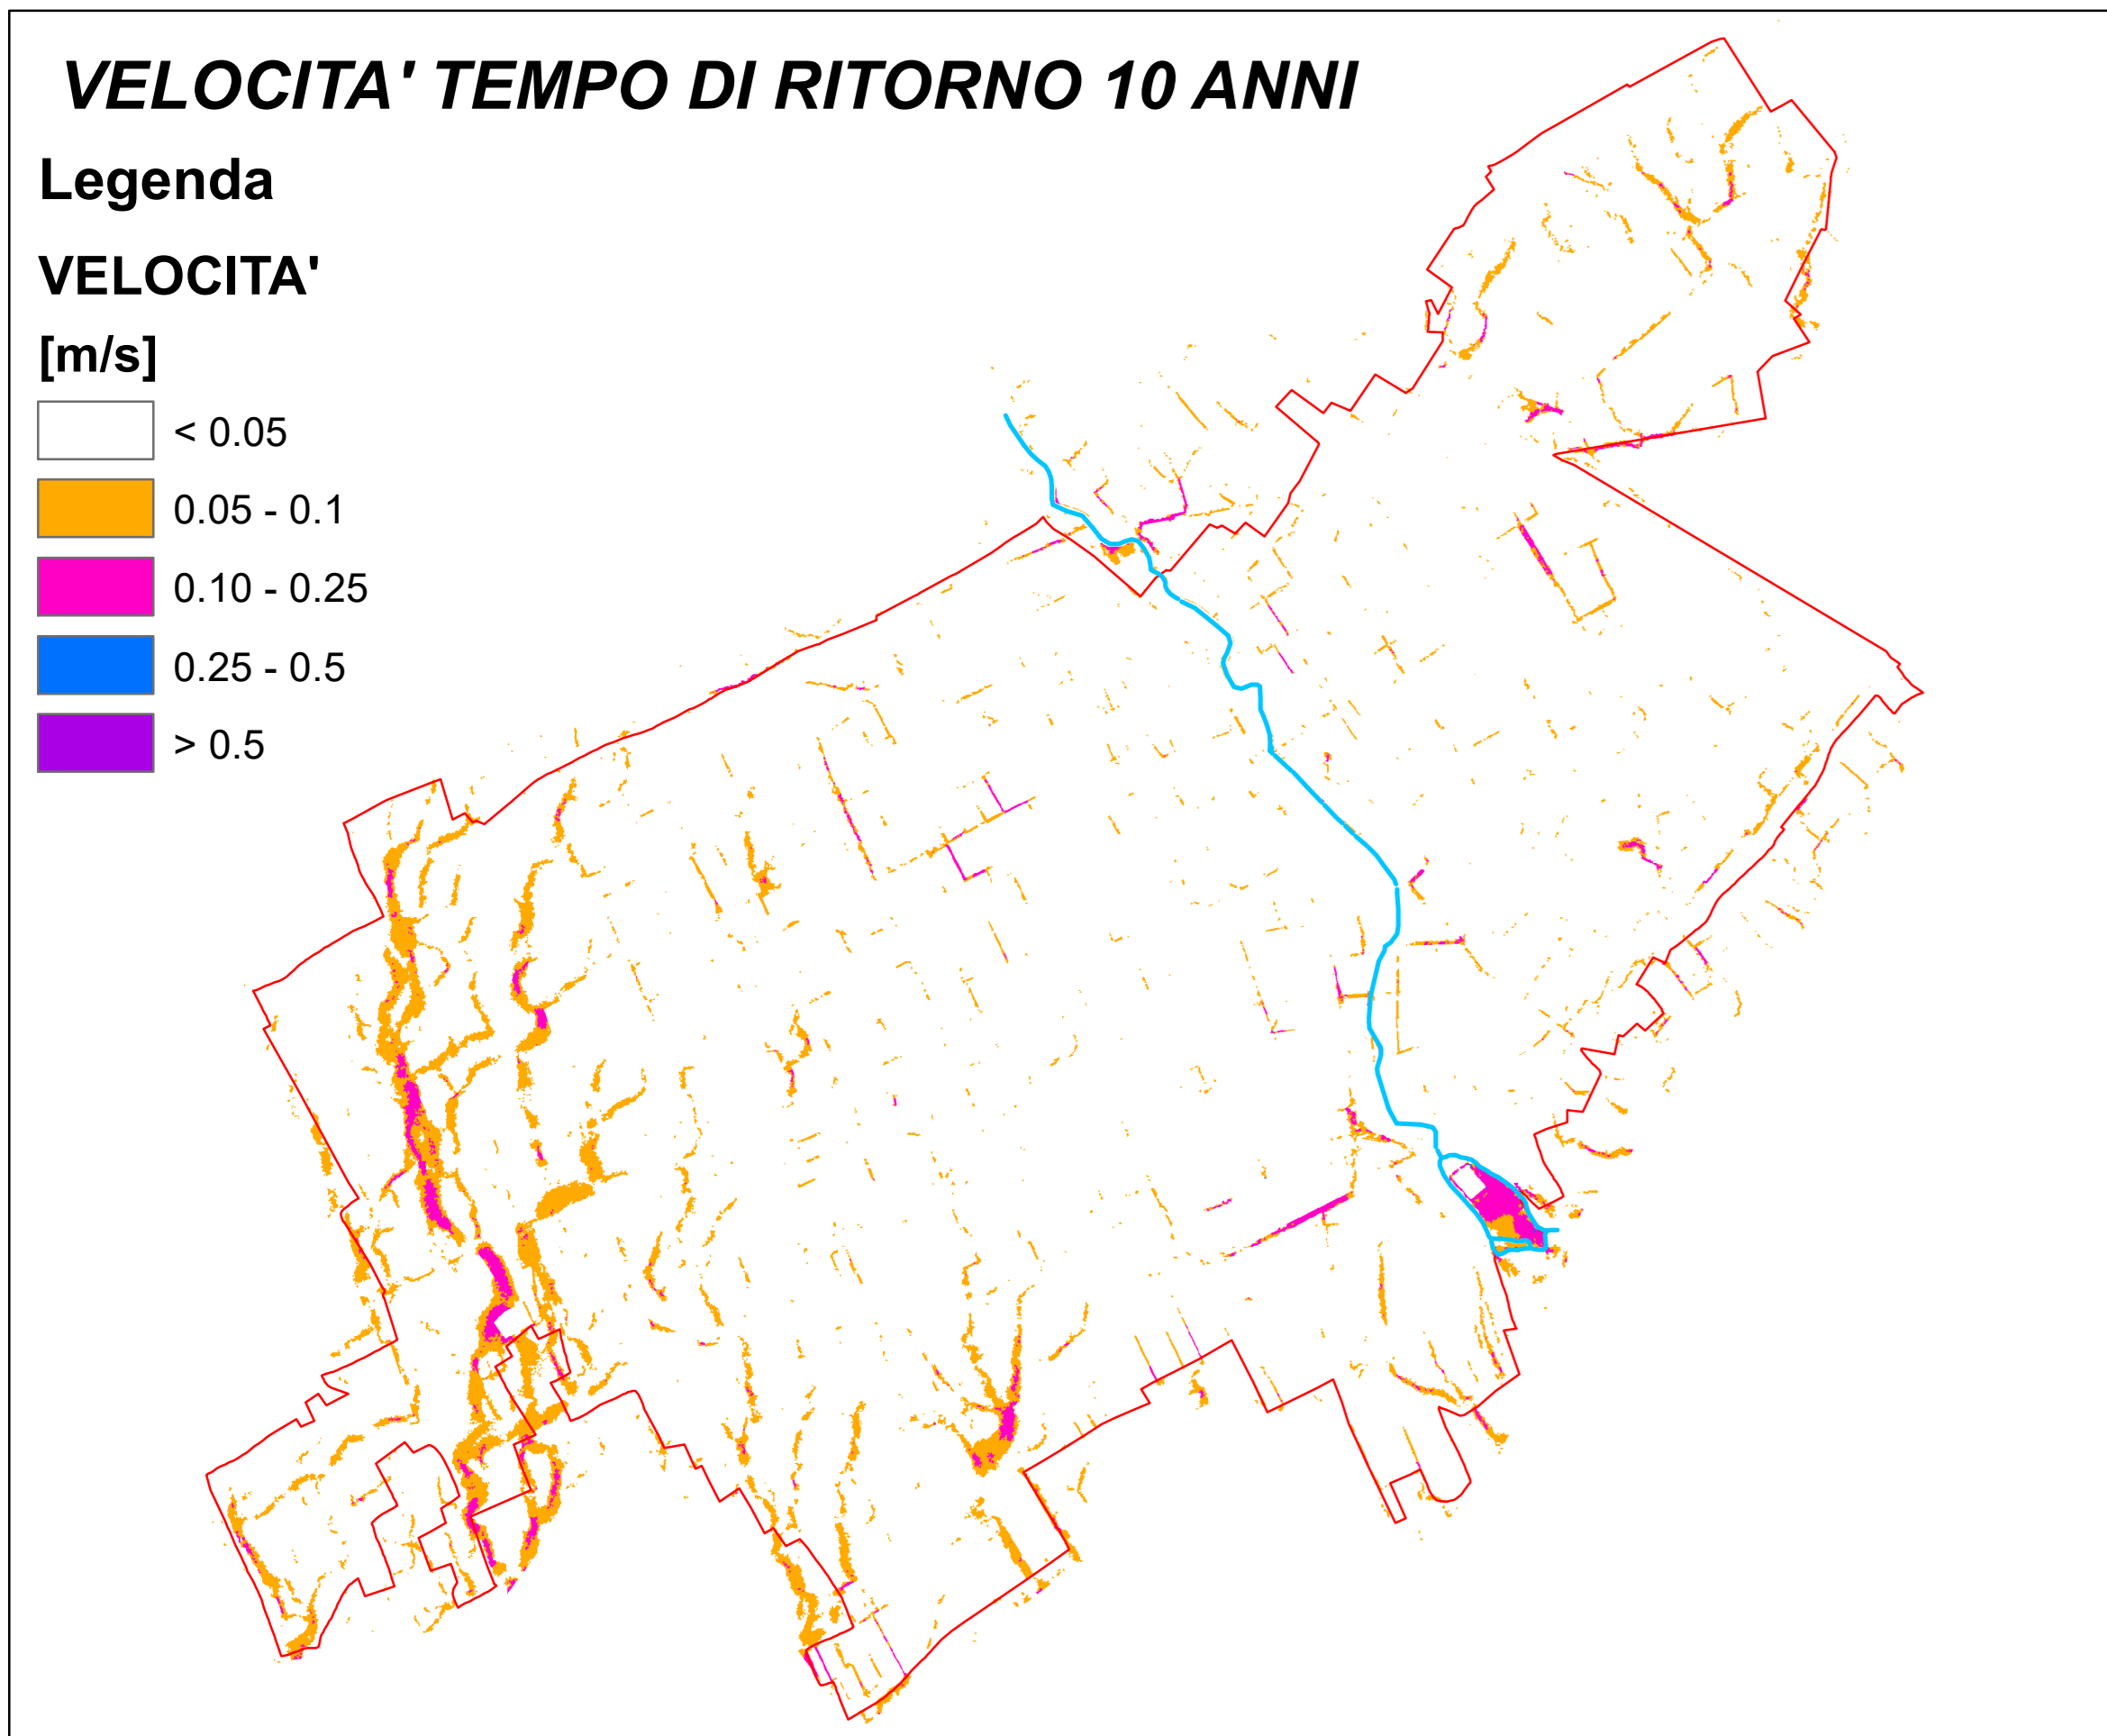 VELOCITA' TEMPO DI RITORNO 10 ANNI
Legenda
VELOCITA'
[m/s]
< 0.05
0.05 - 0.1
0.10 - 0.25
0.25 - 0.5
> 0.5